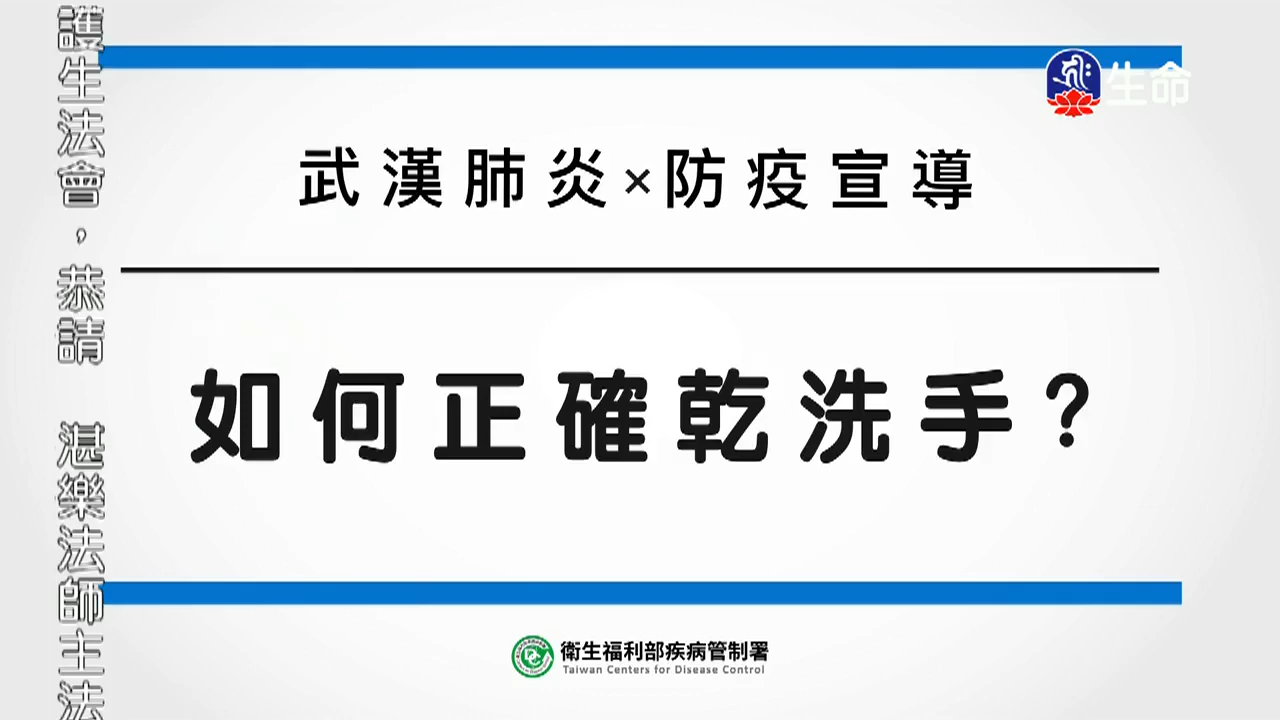 護生法會，恭請 湛樂法師主法
生命
武漢肺炎×防疫宣導
如何正確乾洗手?
衛生福利部疾病管制署
Taiwan Centers for Disease Control